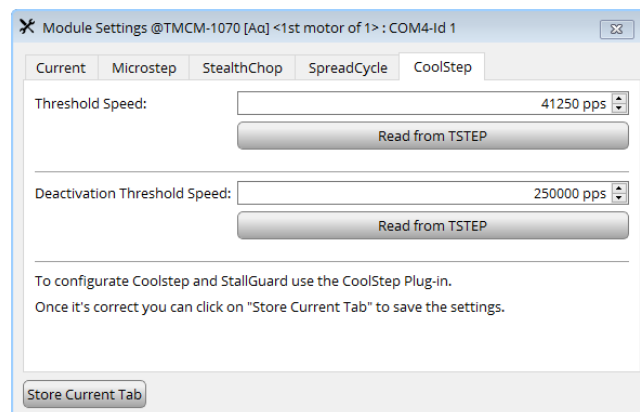 Module Settings @TMCM-1070 [Aα] <1st motor of 1> : COM4-Id 1
Current Microstep StealthChop SpreadCycle CoolStep
Threshold Speed: 41250 pps
Read from TSTEP
Deactivation Threshold Speed: 250000 pps
Read from TSTEP
To configurate Coolstep and StallGuard use the CoolStep Plug-in.
Once it's correct you can click on "Store Current Tab" to save the settings.
Store Current Tab